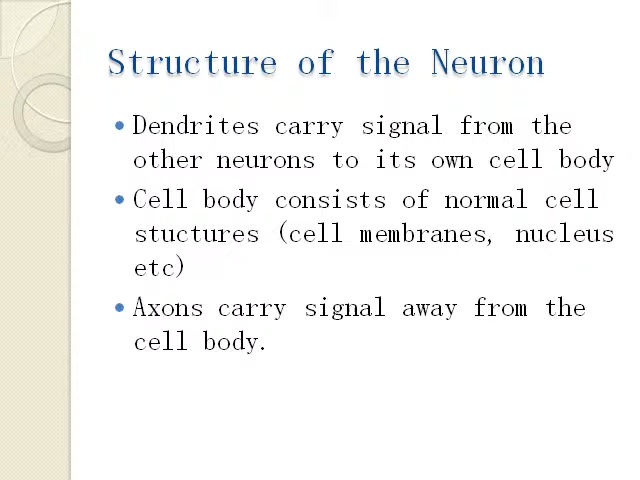 Structure of the Neuron
Dendrites carry signal from the
other neurons to its own cell body
Cell body consists of normal cell
stuctures (cell membranes, nucleus
etc)
Axons carry signal away from the
cell body.